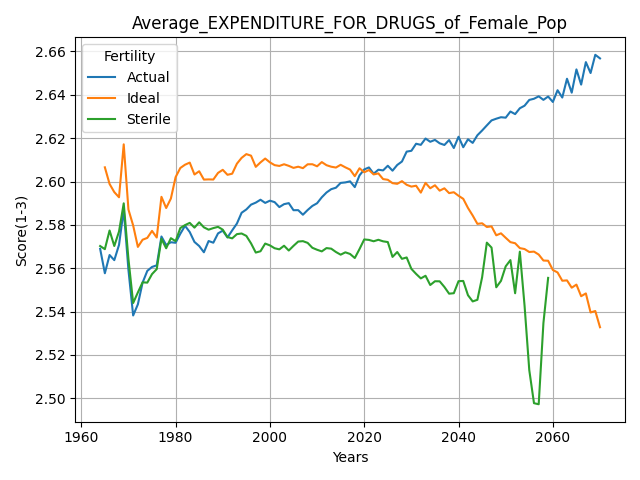 Average_EXPENDITURE_FOR_DRUGS_of_Female_Pop
Fertility
Actual
Ideal
Sterile
Score(1-3)
2.66
2.64
2.62
2.60
2.58
2.56
2.54
2.52
2.50
1960 1980 2000 2020 2040 2060
Years